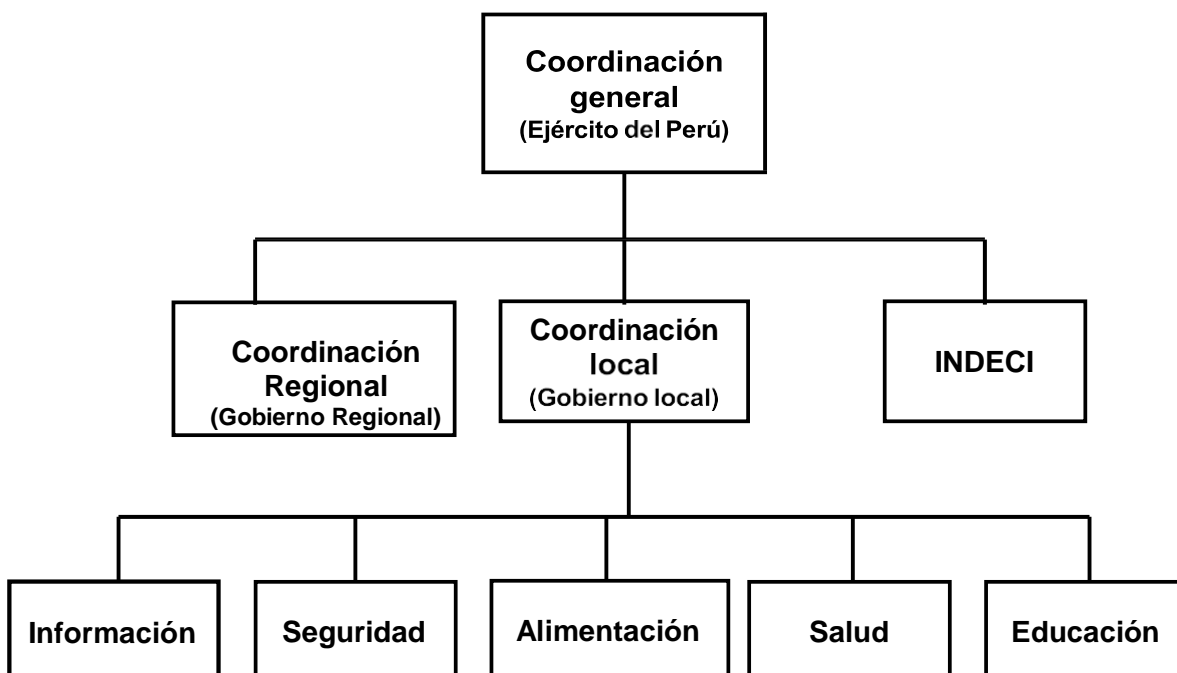 Coordinación
general
(Ejército del Perú)
Coordinación
Regional
(Gobierno Regional)
Coordinación
local
(Gobierno local)
INDECI
Información
Seguridad
Alimentación
Salud
Educación